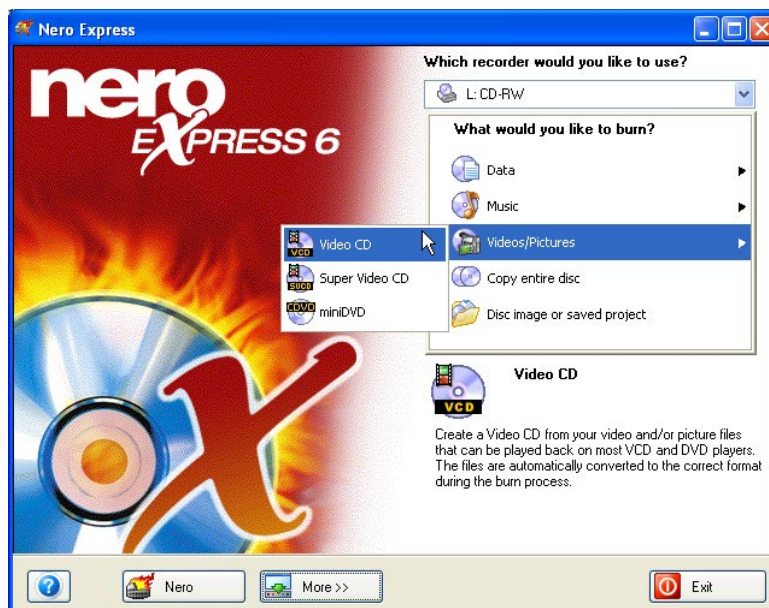 Nero Express
nero
EXPRESS 6
Which recorder would you like to use?
L: CD-RW
What would you like to burn?
Data
Music
Videos/Pictures
Copy entire disc
Disc image or saved project
Video CD
Super Video CD
miniDVD
VCD
SVCD
CDVD
Video CD
VCD
Create a Video CD from your video and/or picture files
that can be played back on most VCD and DVD players.
The files are automatically converted to the correct format
during the burn process.
?
Nero
More >>
Exit